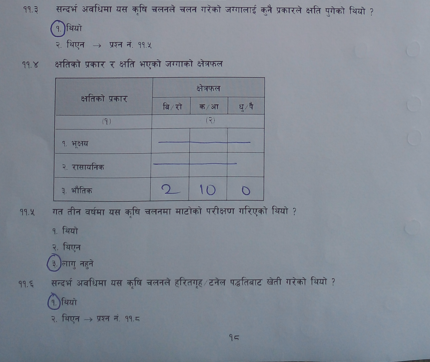 ११.३ सन्दर्भ अवधिमा यस कृषि चलनले चलन गरेको जग्गालाई कुनै प्रकारले क्षति पुगेको थियो ?
१. थियो
२. थिएन → प्रश्न नं. ११.५
११.४ क्षतिको प्रकार र क्षति भएको जग्गाको क्षेत्रफल
क्षतिको प्रकार क्षेत्रफल
बि/रो क/आ धु/पै
(१) (२)
१. भूक्षय
२. रासायनिक
३. भौतिक 2 10 0
११.५ गत तीन वर्षमा यस कृषि चलनमा माटोको परीक्षण गरिएको थियो ?
१. थियो
२. थिएन
३. लागु नहुने
११.६ सन्दर्भ अवधिमा यस कृषि चलनले हरितगृह/टनेल पद्धतिबाट खेती गरेको थियो ?
१. थियो
२. थिएन → प्रश्न नं. ११.८
१८